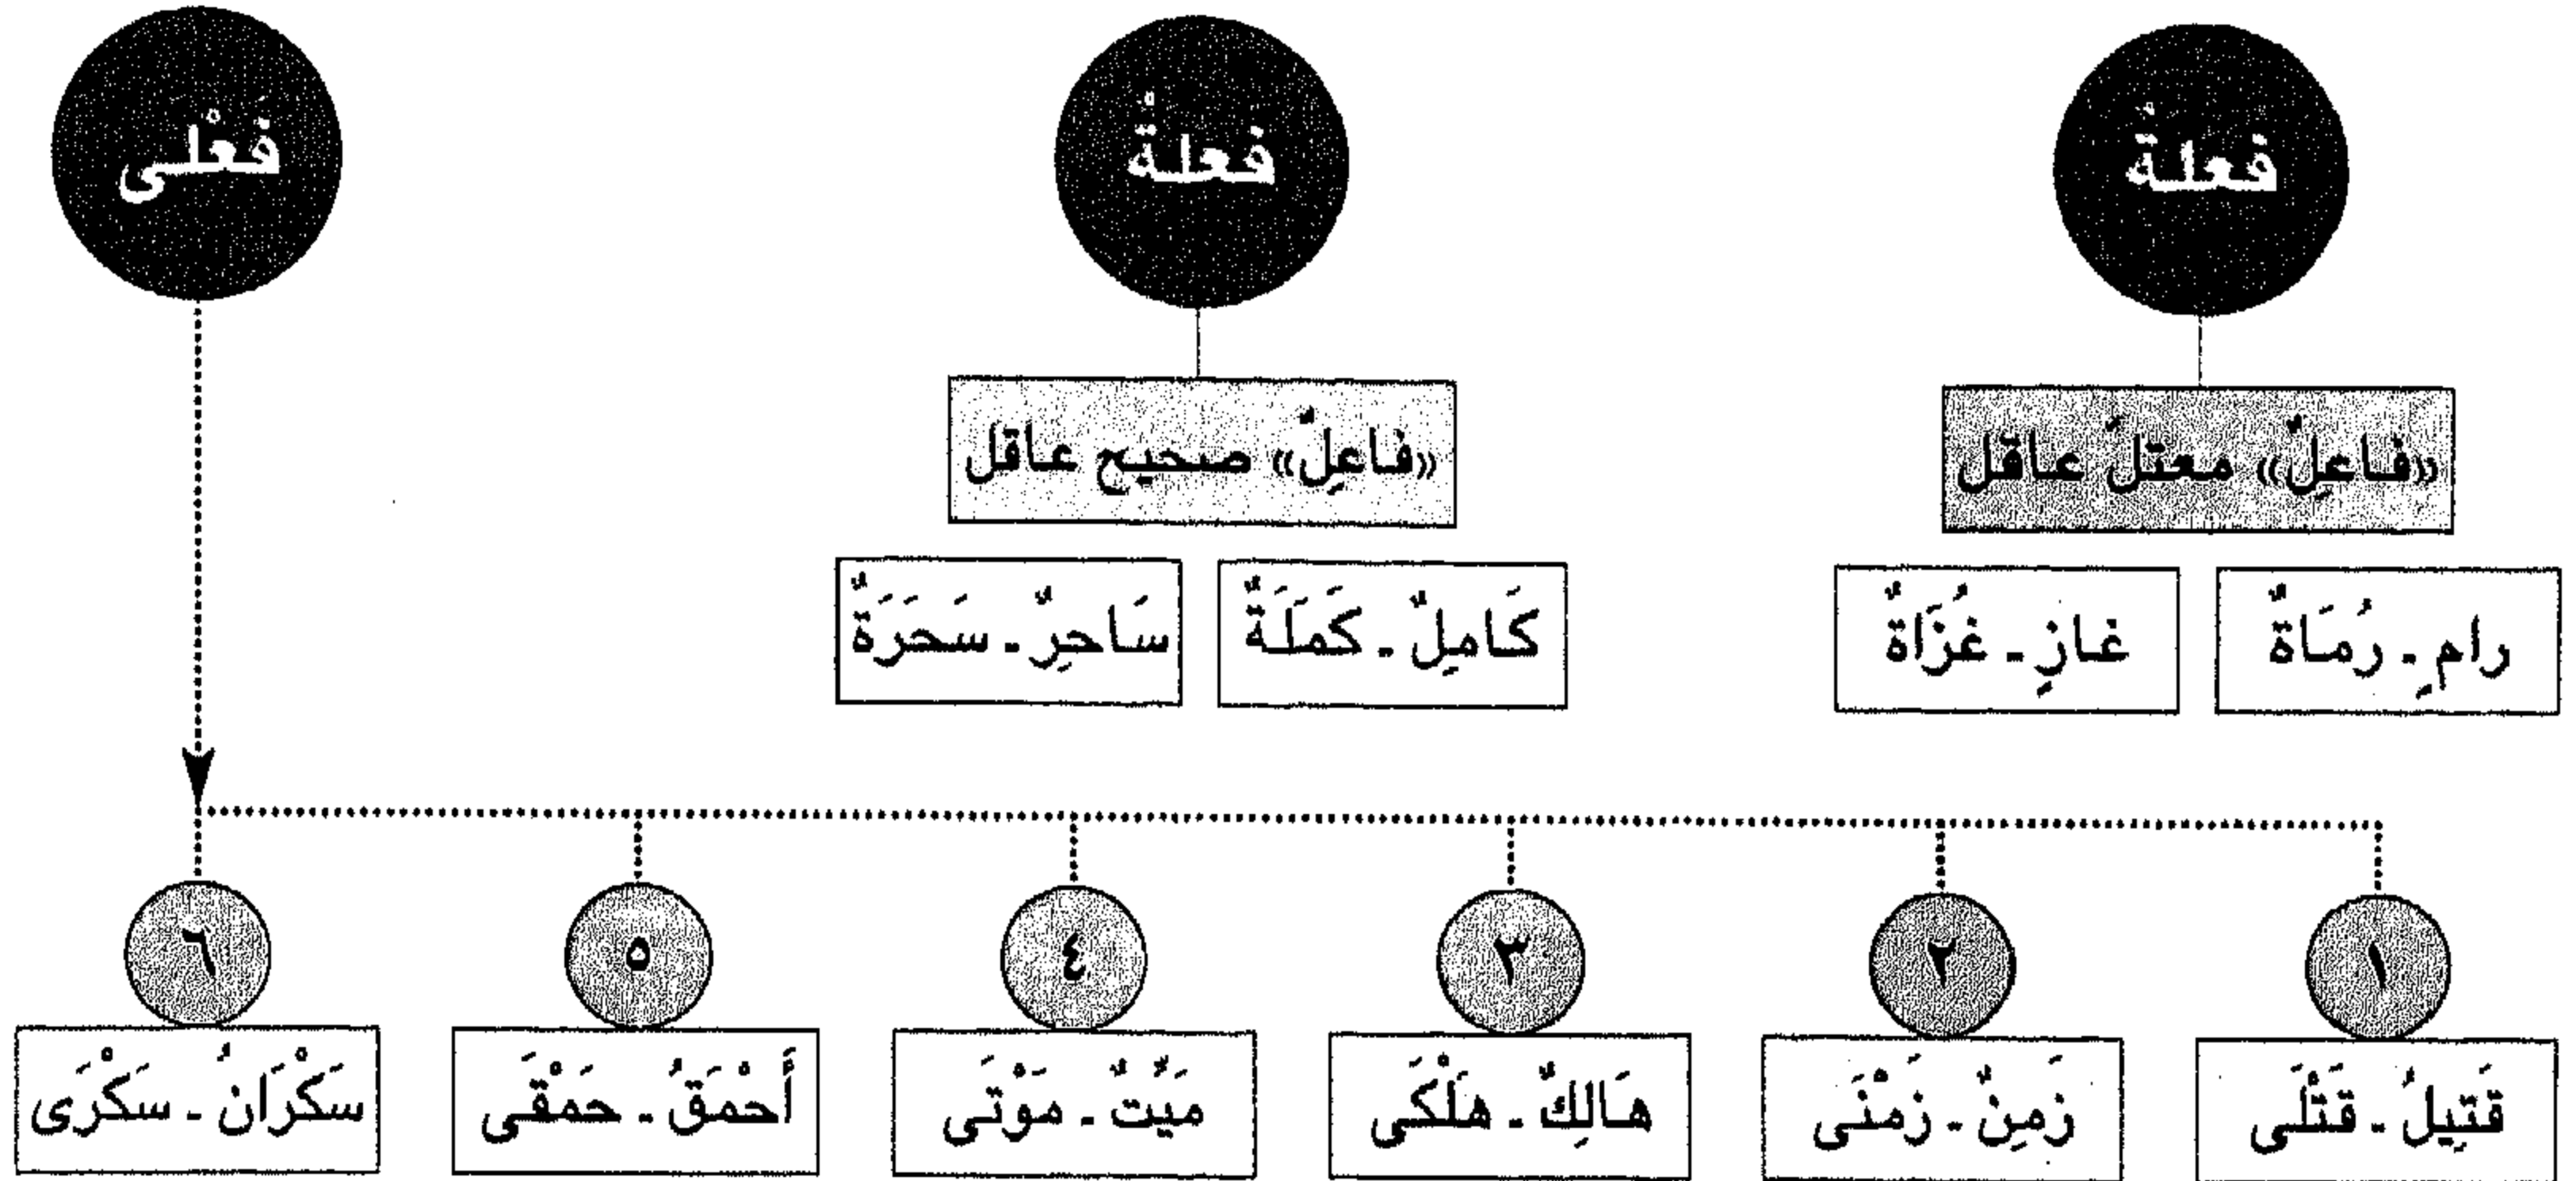 فعلةٌ
فعلةٌ
فَعْلى
«فاعِلٌ» معتلّ عاقل
«فاعِلٌ» صحيح عاقل
رامٍ - رُمَاةٌ
غازٍ - غُزَاةٌ
كَامِلٌ - كَمَلَةٌ
سَاحِرٌ - سَحَرَةٌ
١
٢
٣
٤
٥
٦
قَتِيلٌ - قَتْلَى
زَمِنٌ - زَمْنَى
هَالِكٌ - هَلْكَى
مَيِّتٌ - مَوْتَى
أَحْمَقُ - حَمْقَى
سَكْرَانُ - سَكْرَى